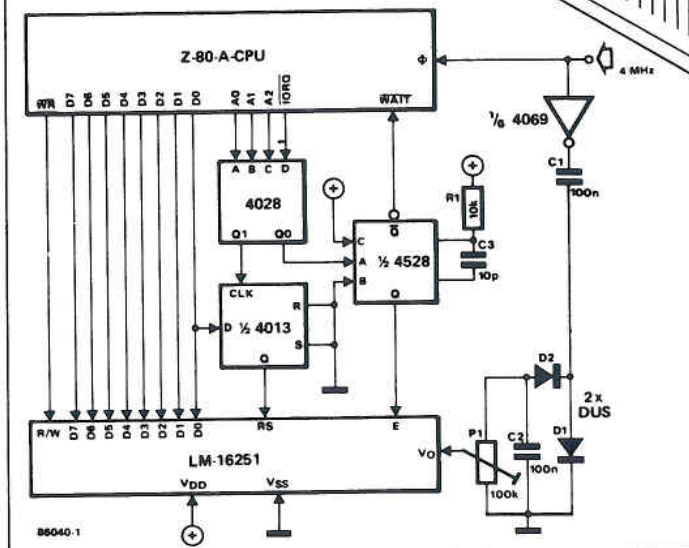 Z-80-A-CPU
Φ
4 MHz
WR D7 D6 D5 D4 D3 D2 D1 D0 A0 A1 A2 IORQ WATT
1/6 4069
C1
100n
A B C D
4028
Q1 Q0
R1
10k
C
A
B
Q
½ 4528
Q
C3
10p
CLK
D
½ 4013
R
S
Q
D2
2x
DUS
D1
P1
100k
C2
100n
R/W D7 D6 D5 D4 D3 D2 D1 D0 RS E
LM-16251
VO
VDD
VSS
86040-1